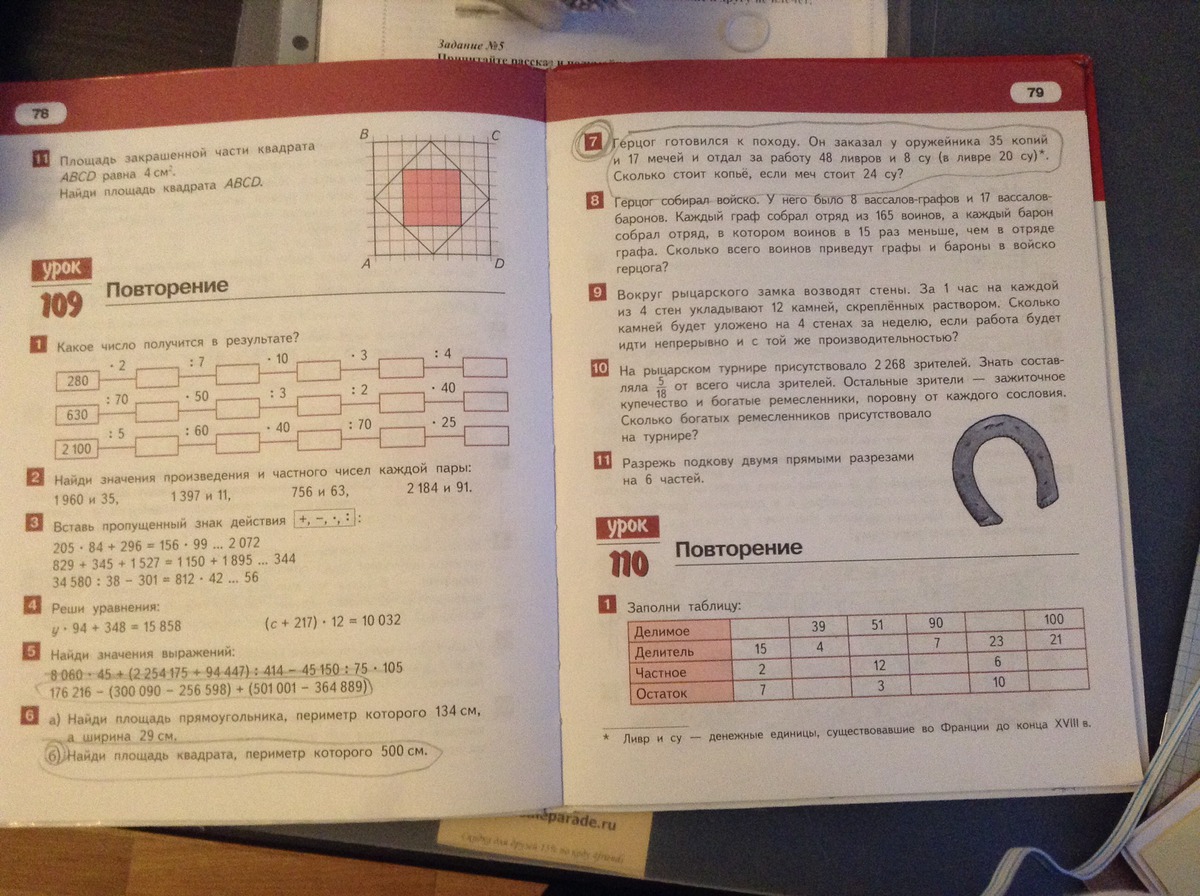 Задание №5
78
11 Площадь закрашенной части квадрата
ABCD равна 4 см².
Найди площадь квадрата ABCD.
B C
A D
урок
109
Повторение
1 Какое число получится в результате?
· 2 : 7 · 10 · 3 : 4
280
: 70 · 50 : 3 : 2 · 40
630
: 5 : 60 · 40 : 70 · 25
2 100
2 Найди значения произведения и частного чисел каждой пары:
1 960 и 35, 1 397 и 11, 756 и 63, 2 184 и 91.
3 Вставь пропущенный знак действия +, −, ·, : :
205 · 84 + 296 = 156 · 99 ... 2 072
829 + 345 + 1 527 = 1 150 + 1 895 ... 344
34 580 : 38 − 301 = 812 · 42 ... 56
4 Реши уравнения:
y · 94 + 348 = 15 858 (c + 217) · 12 = 10 032
5 Найди значения выражений:
8 060 · 45 + (2 254 175 + 94 447) : 414 − 45 150 : 75 · 105
176 216 − (300 090 − 256 598) + (501 001 − 364 889)
6 а) Найди площадь прямоугольника, периметр которого 134 см,
а ширина 29 см.
б) Найди площадь квадрата, периметр которого 500 см.
79
7 Герцог готовился к походу. Он заказал у оружейника 35 копий
и 17 мечей и отдал за работу 48 ливров и 8 су (в ливре 20 су)*.
Сколько стоит копьё, если меч стоит 24 су?
8 Герцог собирал войско. У него было 8 вассалов-графов и 17 вассалов-
баронов. Каждый граф собрал отряд из 165 воинов, а каждый барон
собрал отряд, в котором воинов в 15 раз меньше, чем в отряде
графа. Сколько всего воинов приведут графы и бароны в войско
герцога?
9 Вокруг рыцарского замка возводят стены. За 1 час на каждой
из 4 стен укладывают 12 камней, скреплённых раствором. Сколько
камней будет уложено на 4 стенах за неделю, если работа будет
идти непрерывно и с той же производительностью?
10 На рыцарском турнире присутствовало 2 268 зрителей. Знать состав-
ляла 5/18 от всего числа зрителей. Остальные зрители — зажиточное
купечество и богатые ремесленники, поровну от каждого сословия.
Сколько богатых ремесленников присутствовало
на турнире?
11 Разрежь подкову двумя прямыми разрезами
на 6 частей.
урок
110
Повторение
1 Заполни таблицу:
Делимое 39 51 90 100
Делитель 15 4 7 23 21
Частное 2 12 6
Остаток 7 3 10
* Ливр и су — денежные единицы, существовавшие во Франции до конца XVIII в.
parade.ru